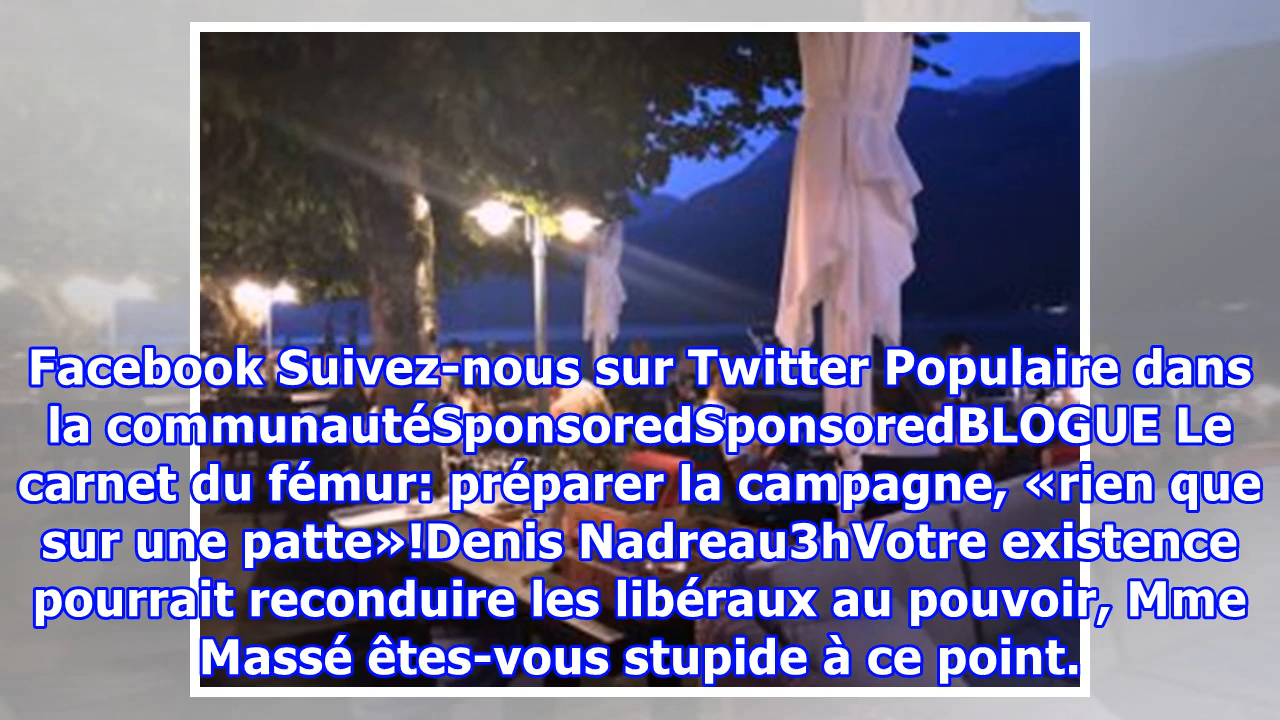 Facebook Suivez-nous sur Twitter Populaire dans
la communautéSponsoredSponsoredBLOGUE Le
carnet du fémur: préparer la campagne, «rien que
sur une patte»!Denis Nadreau3hVotre existence
pourrait reconduire les libéraux au pouvoir, Mme
Massé êtes-vous stupide à ce point.